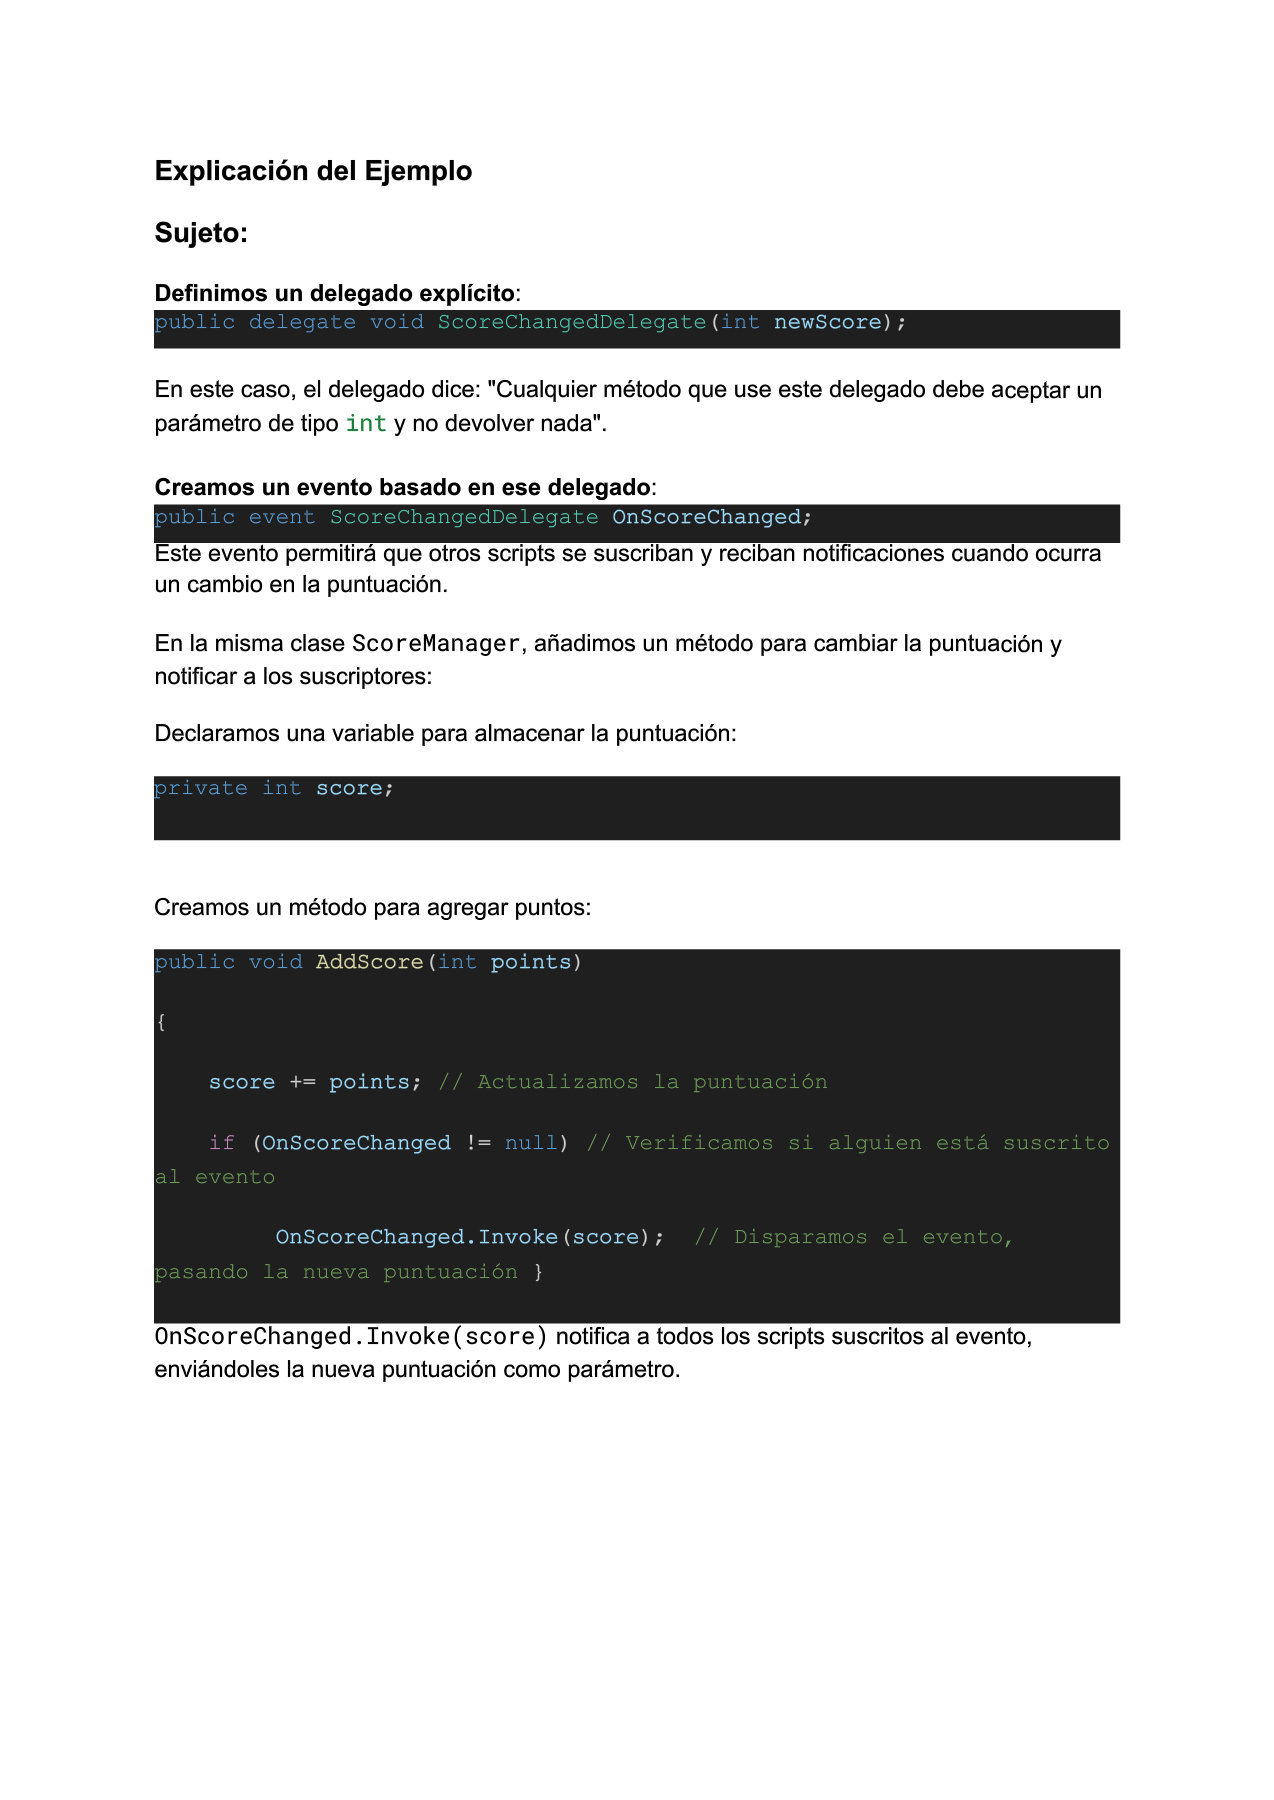 Explicación del Ejemplo
Sujeto:
Definimos un delegado explícito:
public delegate void ScoreChangedDelegate(int newScore);
En este caso, el delegado dice: "Cualquier método que use este delegado debe aceptar un
parámetro de tipo int y no devolver nada".
Creamos un evento basado en ese delegado:
public event ScoreChangedDelegate OnScoreChanged;
Este evento permitirá que otros scripts se suscriban y reciban notificaciones cuando ocurra
un cambio en la puntuación.
En la misma clase ScoreManager, añadimos un método para cambiar la puntuación y
notificar a los suscriptores:
Declaramos una variable para almacenar la puntuación:
private int score;
Creamos un método para agregar puntos:
public void AddScore(int points)
{
    score += points; // Actualizamos la puntuación
    if (OnScoreChanged != null) // Verificamos si alguien está suscrito
al evento
         OnScoreChanged.Invoke(score);  // Disparamos el evento,
pasando la nueva puntuación }
OnScoreChanged.Invoke(score) notifica a todos los scripts suscritos al evento,
enviándoles la nueva puntuación como parámetro.